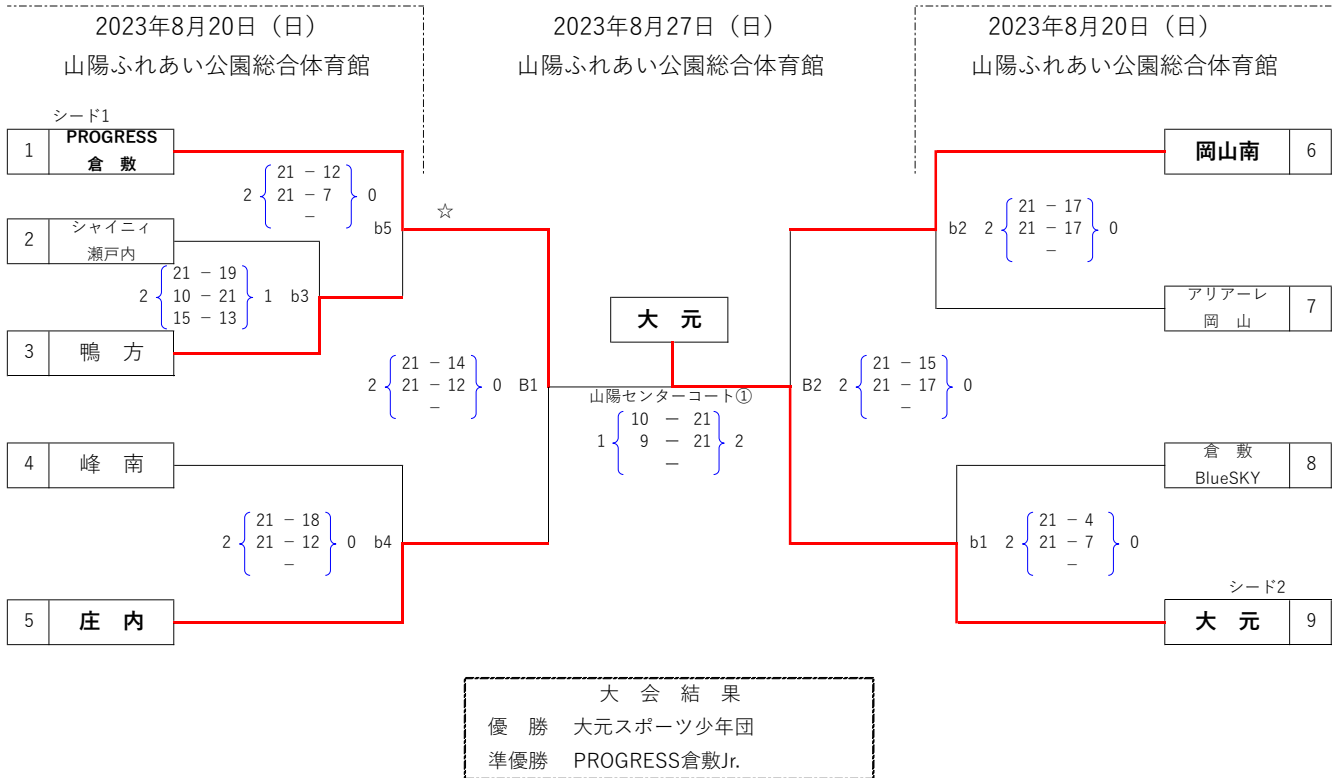 2023年8月20日（日）
山陽ふれあい公園総合体育館
2023年8月27日（日）
山陽ふれあい公園総合体育館
2023年8月20日（日）
山陽ふれあい公園総合体育館
シード1
1 PROGRESS
倉 敷
21 － 12
2 21 － 7 0
－
b5
☆
2 シャイニィ
瀬戸内
21 － 19
2 10 － 21 1 b3
15 － 13
3 鴨 方
21 － 14
2 21 － 12 0 B1
－
4 峰 南
21 － 18
2 21 － 12 0 b4
－
5 庄 内
大 元
山陽センターコート①
10 － 21
1 9 － 21 2
－
岡山南 6
21 － 17
b2 2 21 － 17 0
－
アリアーレ
岡 山 7
21 － 15
B2 2 21 － 17 0
－
倉 敷
BlueSKY 8
21 － 4
b1 2 21 － 7 0
－
シード2
大 元 9
大 会 結 果
優 勝 大元スポーツ少年団
準優勝 PROGRESS倉敷Jr.